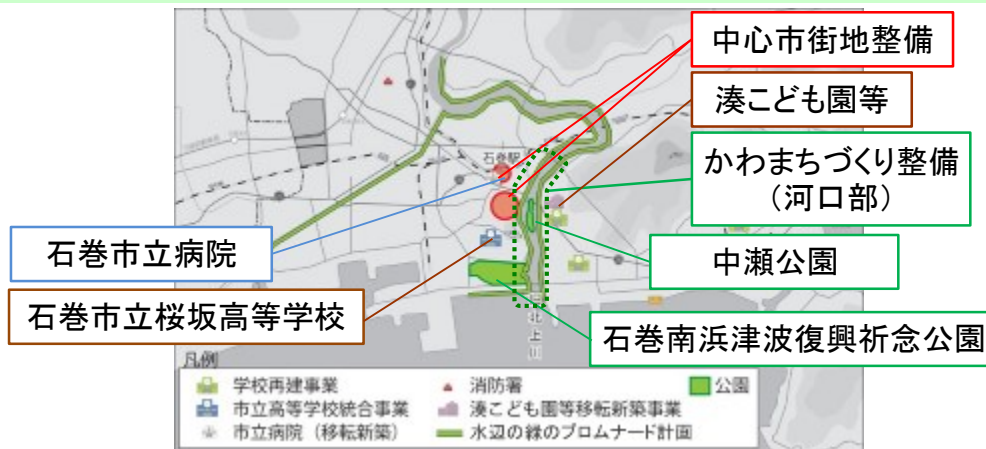 中心市街地整備
湊こども園等
石巻駅
かわまちづくり整備
(河口部)
石巻市立病院
中瀬公園
石巻市立桜坂高等学校
旧北上川
石巻南浜津波復興祈念公園
凡例
学校再建事業
消防署
公園
市立高等学校統合事業
湊こども園等移転新築事業
市立病院（移転新築）
水辺の緑のプロムナード計画